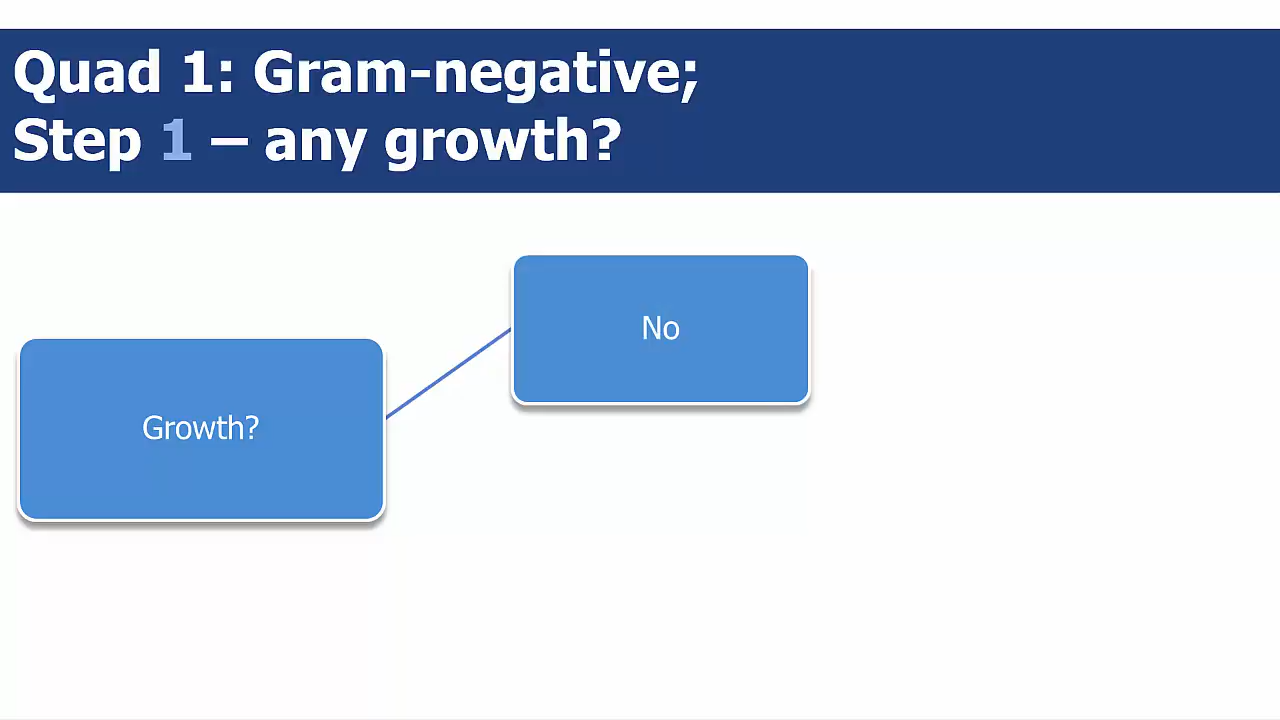 Quad 1: Gram-negative;
Step 1 – any growth?
No
Growth?